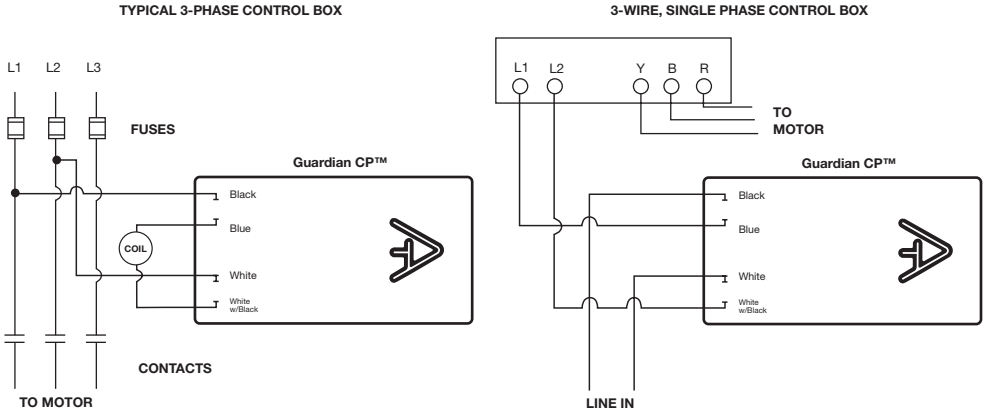 TYPICAL 3-PHASE CONTROL BOX
L1 L2 L3
FUSES
Guardian CP™
Black
Blue
COIL
White
White
w/Black
CONTACTS
TO MOTOR
3-WIRE, SINGLE PHASE CONTROL BOX
L1 L2 Y B R
TO
MOTOR
Guardian CP™
Black
Blue
White
White
w/Black
LINE IN